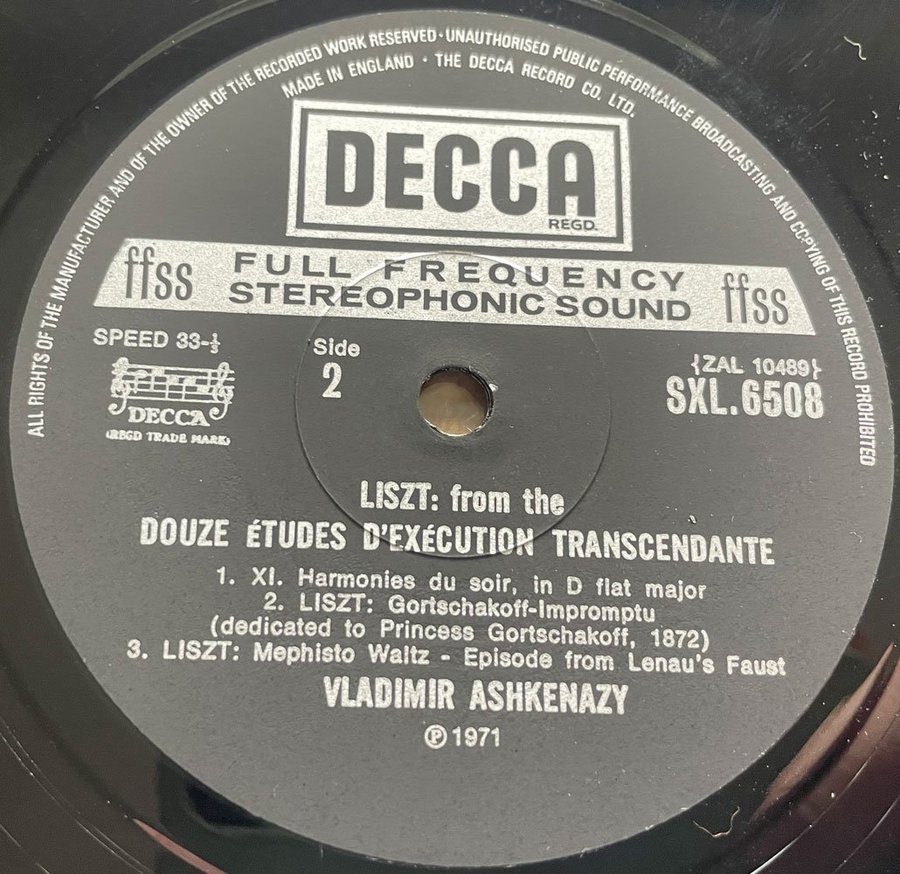 ALL RIGHTS OF THE MANUFACTURER AND OF THE OWNER OF THE RECORDED WORK RESERVED · UNAUTHORISED PUBLIC PERFORMANCE BROADCASTING AND COPYING OF THIS RECORD PROHIBITED
MADE IN ENGLAND · THE DECCA RECORD CO. LTD.
DECCA
REGD.
ffss FULL FREQUENCY ffss
STEREOPHONIC SOUND
SPEED 33-⅓
DECCA
(REGD TRADE MARK)
Side
2
{ZAL 10489}
SXL.6508
LISZT: from the
DOUZE ÉTUDES D'EXÉCUTION TRANSCENDANTE
1. XI. Harmonies du soir, in D flat major
2. LISZT: Gortschakoff-Impromptu
(dedicated to Princess Gortschakoff, 1872)
3. LISZT: Mephisto Waltz - Episode from Lenau's Faust
VLADIMIR ASHKENAZY
℗ 1971